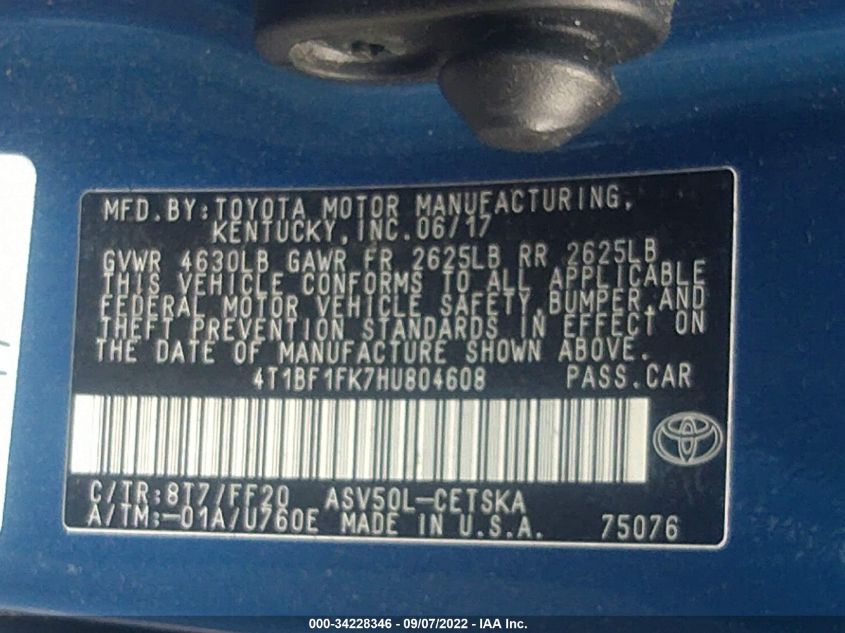 MFD.BY:TOYOTA MOTOR MANUFACTURING,
KENTUCKY,INC.06/17
GVWR 4630LB GAWR FR 2625LB RR 2625LB
THIS VEHICLE CONFORMS TO ALL APPLICABLE
FEDERAL MOTOR VEHICLE SAFETY,BUMPER,AND
THEFT PREVENTION STANDARDS IN EFFECT ON
THE DATE OF MANUFACTURE SHOWN ABOVE.
4T1BF1FK7HU804608 PASS.CAR
C/TR:8T7/FF20 ASV50L-CETSKA
A/TM:-01A/U760E MADE IN U.S.A. 75076
000-34228346 - 09/07/2022 - IAA Inc.